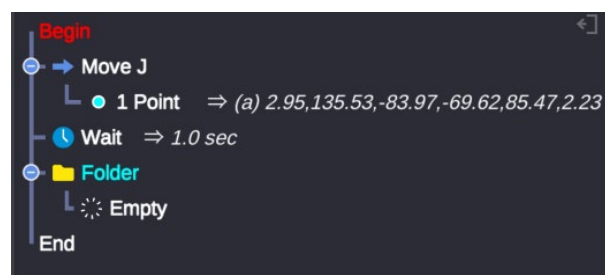 Begin
Move J
1 Point ⇒ (a) 2.95,135.53,-83.97,-69.62,85.47,2.23
Wait ⇒ 1.0 sec
Folder
Empty
End